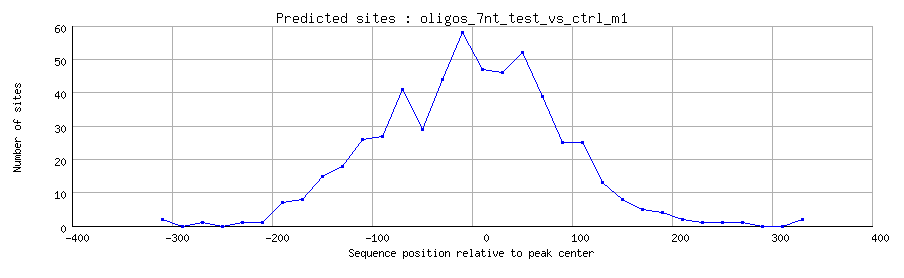 Predicted sites : oligos_7nt_test_vs_ctrl_m1
60
50
40
30
20
10
0
Number of sites
-400 -300 -200 -100 0 100 200 300 400
Sequence position relative to peak center